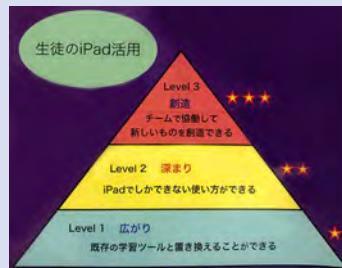 生徒のiPad活用
Level 3
創造
チームで協働して
新しいものを創造できる
Level 2 深まり
iPadでしかできない使い方ができる
Level 1 広がり
既存の学習ツールと置き換えることができる